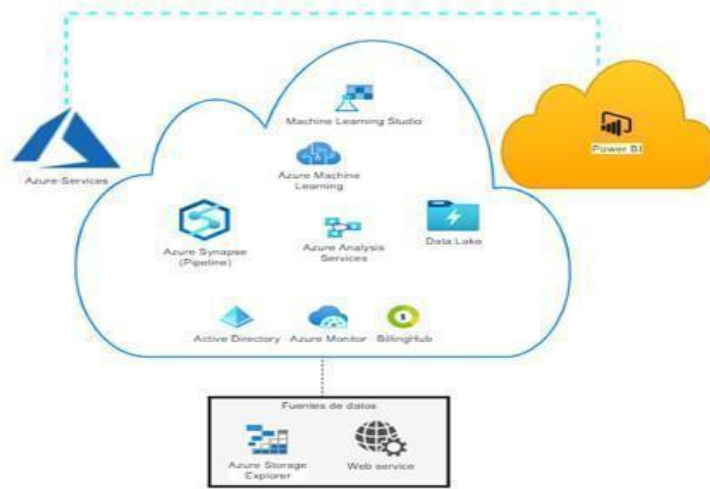 Machine Learning Studio
Power BI
Azure-Services
Azure Machine
Learning
Azure Synapse
(Pipeline)
Azure Analysis
Services
Data Lake
Active Directory
Azure Monitor
BillingHub
Fuentes de datos
Azure Storage
Explorer
Web service